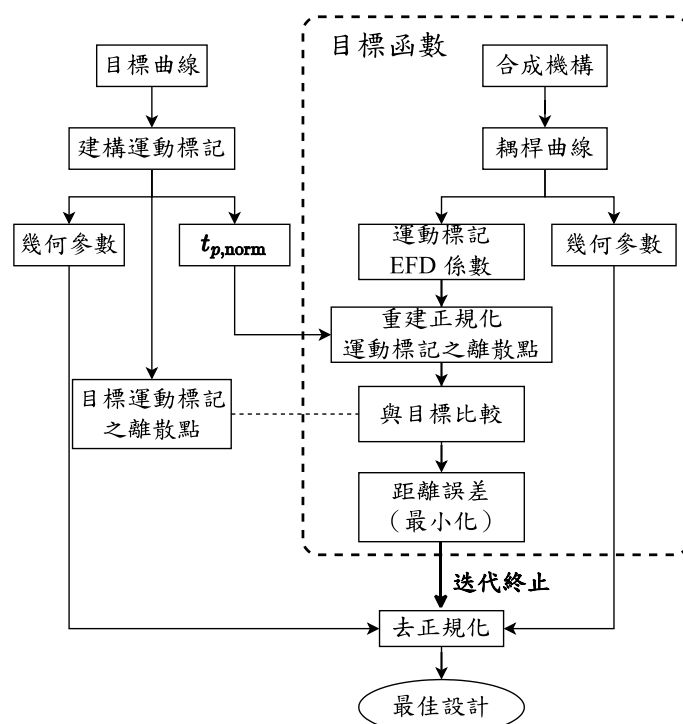 目標函數
目標曲線
合成機構
建構運動標記
耦桿曲線
幾何參數
t_{p,norm}
運動標記
EFD 係數
幾何參數
重建正規化
運動標記之離散點
目標運動標記
之離散點
與目標比較
距離誤差
（最小化）
迭代終止
去正規化
最佳設計